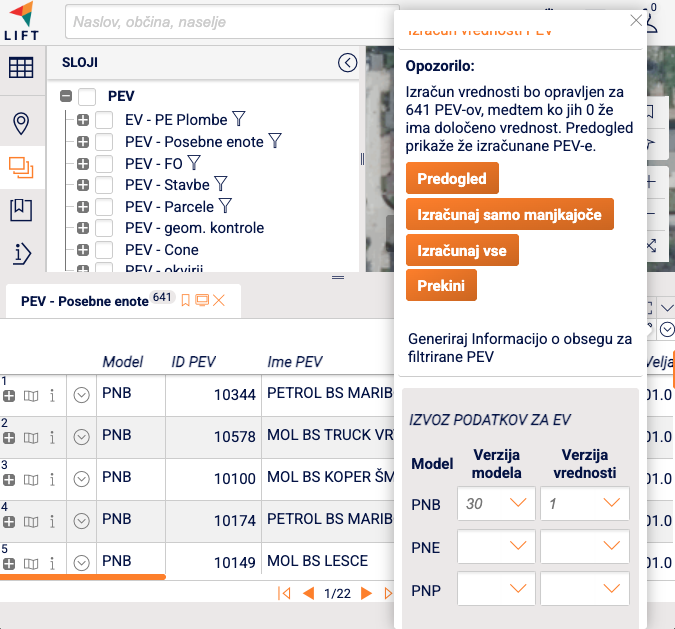 LIFT
Naslov, občina, naselje
0
SLOJI
PEV
EV - PE Plombe
PEV - Posebne enote
PEV - FO
PEV - Stavbe
PEV - Parcele
PEV - geom. kontrole
PEV - Cone
PEV - okvirji
Izračun vrednosti PEV
Opozorilo:
Izračun vrednosti bo opravljen za
641 PEV-ov, medtem ko jih 0 že
ima določeno vrednost. Predogled
prikaže že izračunane PEV-e.
Predogled
Izračunaj samo manjkajoče
Izračunaj vse
Prekini
Generiraj Informacijo o obsegu za
filtrirane PEV
PEV - Posebne enote 641
Model ID PEV Ime PEV
1 PNB 10344 PETROL BS MARIB
2 PNB 10578 MOL BS TRUCK
3 PNB 10100 MOL BS KOPER ŠM
4 PNB 10174 PETROL BS MARIB
5 PNB 10149 MOL BS LESCE
01.0
01.0
01.0
01.0
01.0
1/22
IZVOZ PODATKOV ZA EV
Model Verzija modela Verzija vrednosti
PNB 30 1
PNE
PNP